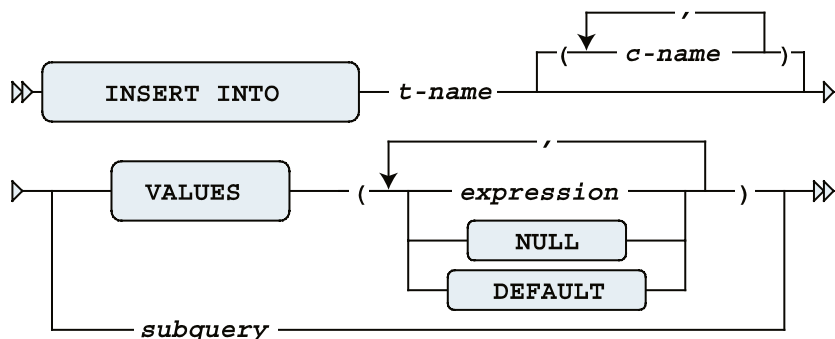 ,
( c-name )
INSERT INTO t-name
,
VALUES ( expression )
NULL
DEFAULT
subquery